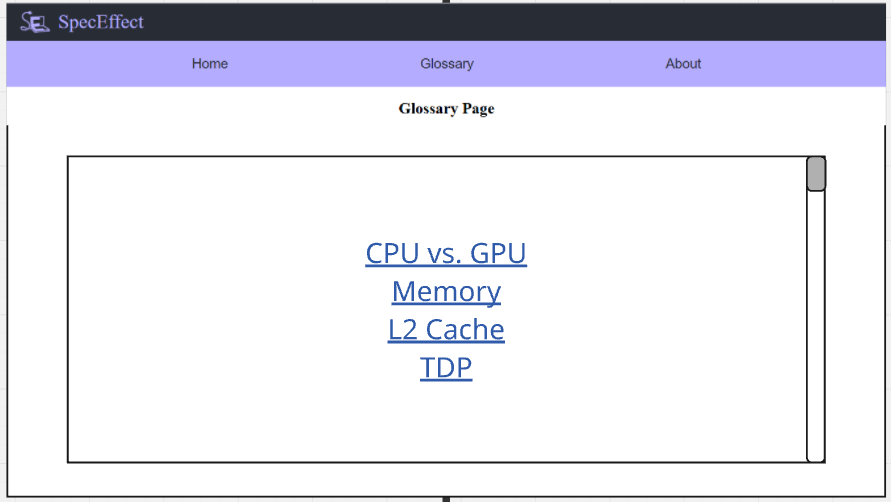 SEL SpecEffect
Home Glossary About
Glossary Page
CPU vs. GPU
Memory
L2 Cache
TDP